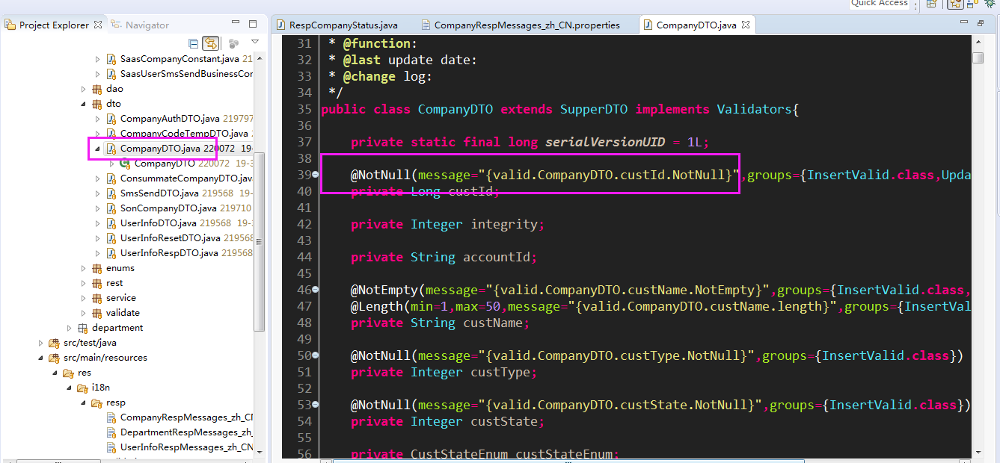 Quick Access
Project Explorer
Navigator
SaasCompanyConstant.java 21
SaasUserSmsSendBusinessCor
dao
dto
CompanyAuthDTO.java 219797
CompanyCodeTempDTO.java
CompanyDTO.java 220072 19-
CompanyDTO 220072 19-3
ConsummateCompanyDTO.java
SmsSendDTO.java 219568 19-
SonCompanyDTO.java 219710
UserInfoDTO.java 219568 19-
UserInfoResetDTO.java 219568
UserInfoRespDTO.java 219568
enums
rest
service
validate
department
src/test/java
src/main/resources
res
i18n
resp
CompanyRespMessages_zh_CN
DepartmentRespMessages_zh_
UserInfoRespMessages_zh_CN
RespCompanyStatus.java
CompanyRespMessages_zh_CN.properties
CompanyDTO.java
31 * @function:
32 * @last update date:
33 * @change log:
34 */
35 public class CompanyDTO extends SupperDTO implements Validators{
36
37 private static final long serialVersionUID = 1L;
38
39 @NotNull(message="{valid.CompanyDTO.custId.NotNull}",groups={InsertValid.class,Upda
40 private Long custId;
41
42 private Integer integrity;
43
44 private String accountId;
45
46 @NotEmpty(message="{valid.CompanyDTO.custName.NotEmpty}",groups={InsertValid.class,
47 @Length(min=1,max=50,message="{valid.CompanyDTO.custName.length}",groups={InsertVal
48 private String custName;
49
50 @NotNull(message="{valid.CompanyDTO.custType.NotNull}",groups={InsertValid.class})
51 private Integer custType;
52
53 @NotNull(message="{valid.CompanyDTO.custState.NotNull}",groups={InsertValid.class})
54 private Integer custState;
55
56 private CustStateEnum custStateEnum;